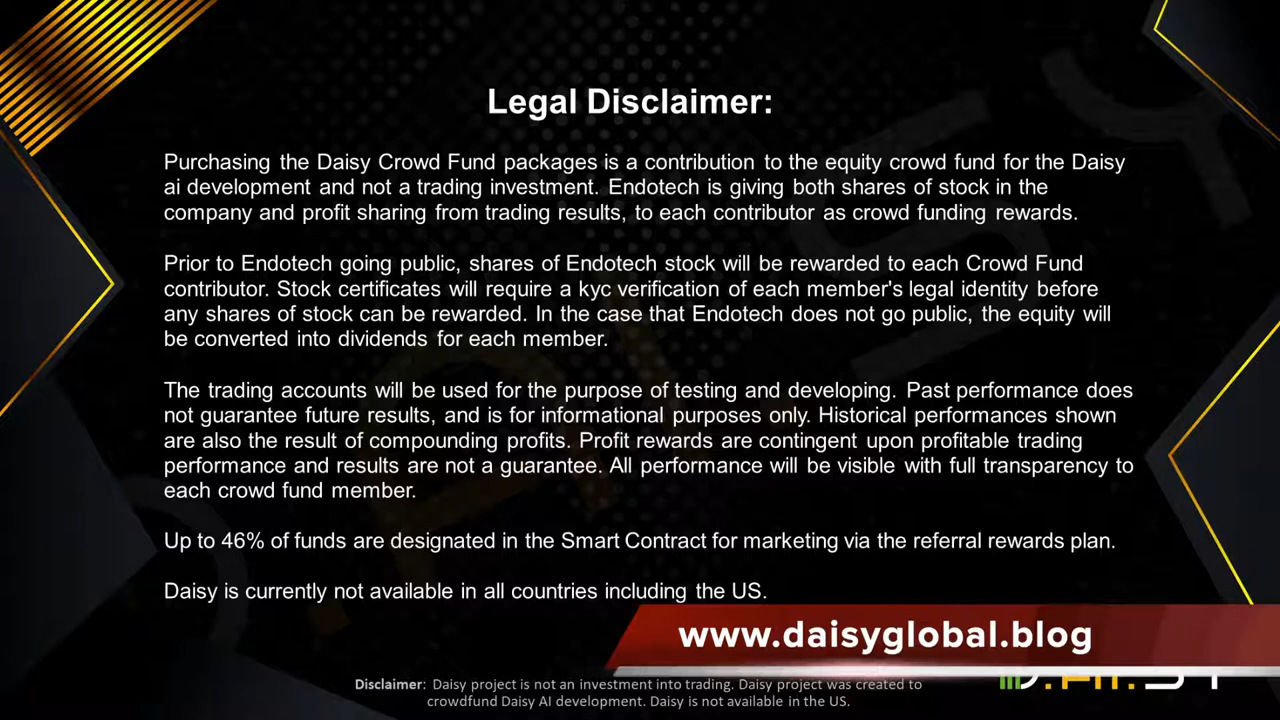 Legal Disclaimer:
Purchasing the Daisy Crowd Fund packages is a contribution to the equity crowd fund for the Daisy
ai development and not a trading investment. Endotech is giving both shares of stock in the
company and profit sharing from trading results, to each contributor as crowd funding rewards.
Prior to Endotech going public, shares of Endotech stock will be rewarded to each Crowd Fund
contributor. Stock certificates will require a kyc verification of each member's legal identity before
any shares of stock can be rewarded. In the case that Endotech does not go public, the equity will
be converted into dividends for each member.
The trading accounts will be used for the purpose of testing and developing. Past performance does
not guarantee future results, and is for informational purposes only. Historical performances shown
are also the result of compounding profits. Profit rewards are contingent upon profitable trading
performance and results are not a guarantee. All performance will be visible with full transparency to
each crowd fund member.
Up to 46% of funds are designated in the Smart Contract for marketing via the referral rewards plan.
Daisy is currently not available in all countries including the US.
www.daisyglobal.blog
Disclaimer: Daisy project is not an investment into trading. Daisy project was created to
crowdfund Daisy AI development. Daisy is not available in the US.